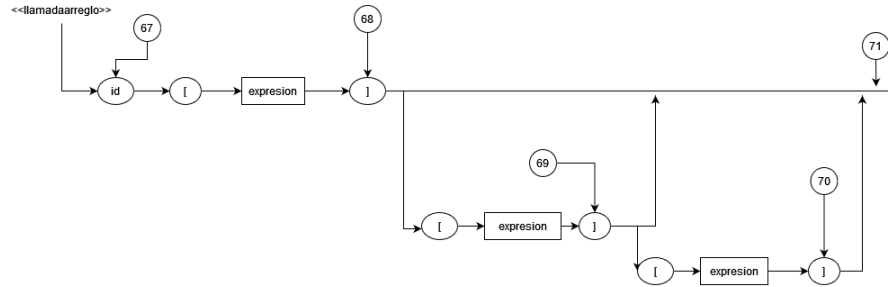 <<llamadaarreglo>>
67
68
71
id
[
expresion
]
69
70
[
expresion
]
[
expresion
]